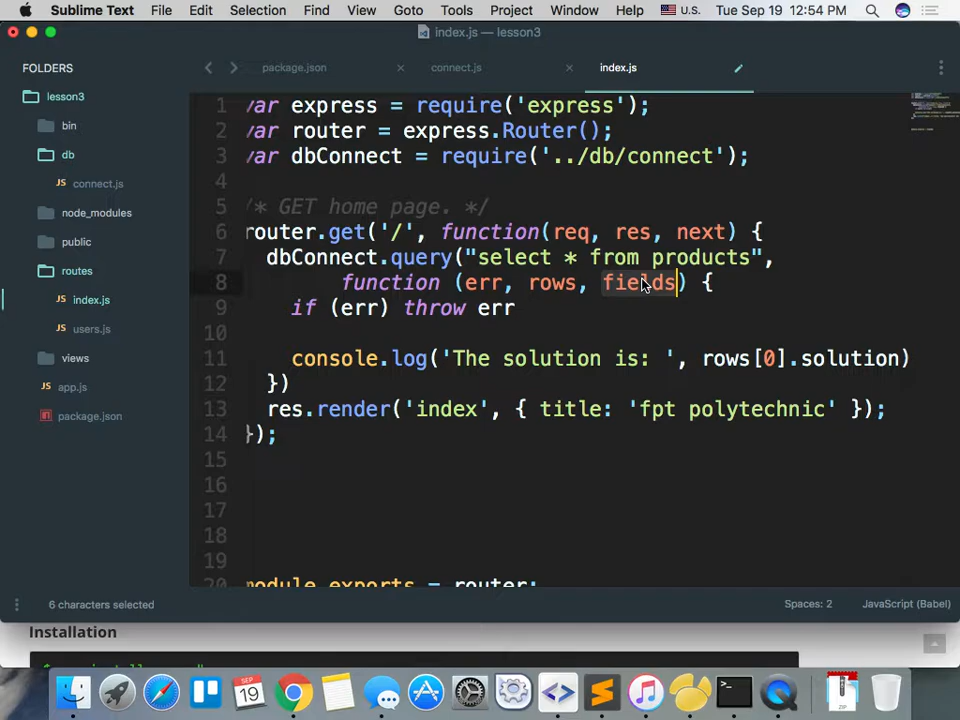 Sublime Text File Edit Selection Find View Goto Tools Project Window Help U.S. Tue Sep 19 12:54 PM
index.js — lesson3
FOLDERS
lesson3
bin
db
JS connect.js
node_modules
public
routes
JS index.js
JS users.js
views
JS app.js
package.json
package.json connect.js index.js
1 var express = require('express');
2 var router = express.Router();
3 var dbConnect = require('../db/connect');
4
5 /* GET home page. */
6 router.get('/', function(req, res, next) {
7 dbConnect.query("select * from products",
8 function (err, rows, fields) {
9 if (err) throw err
10
11 console.log('The solution is: ', rows[0].solution)
12 })
13 res.render('index', { title: 'fpt polytechnic' });
14 });
15
16
17
18
19
20 module.exports = router;
6 characters selected Spaces: 2 JavaScript (Babel)
Installation
SEP
19
ZIP